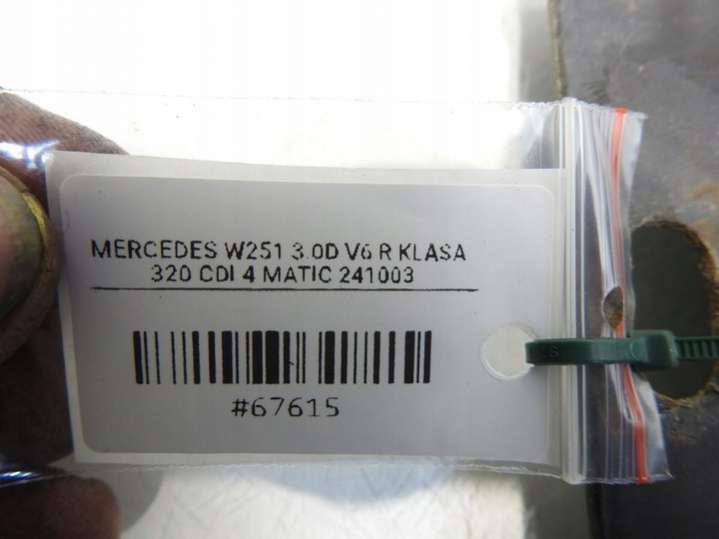 MERCEDES W251 3.0D V6 R KLASA
320 CDI 4 MATIC 241003
#67615